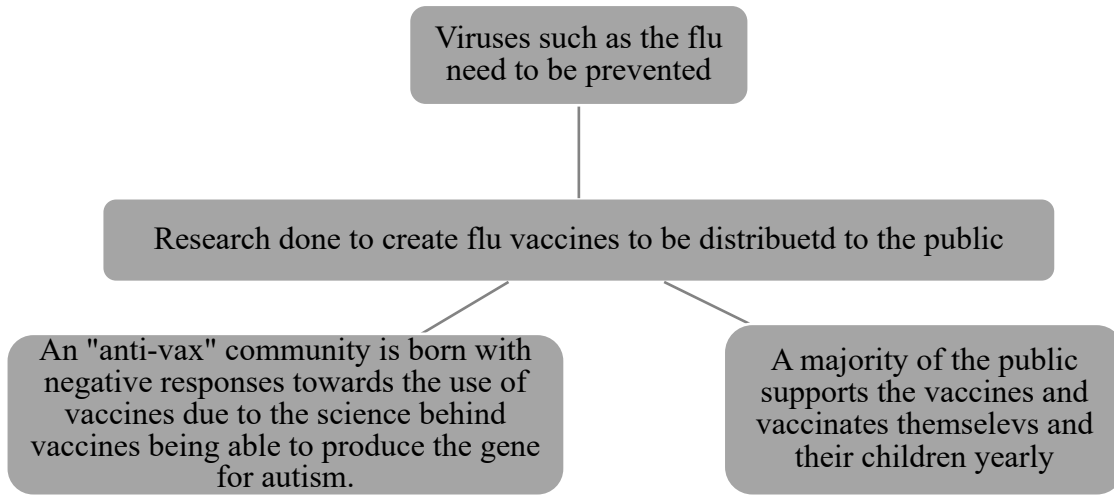 Viruses such as the flu
need to be prevented
Research done to create flu vaccines to be distribuetd to the public
An "anti-vax" community is born with
negative responses towards the use of
vaccines due to the science behind
vaccines being able to produce the gene
for autism.
A majority of the public
supports the vaccines and
vaccinates themselevs and
their children yearly